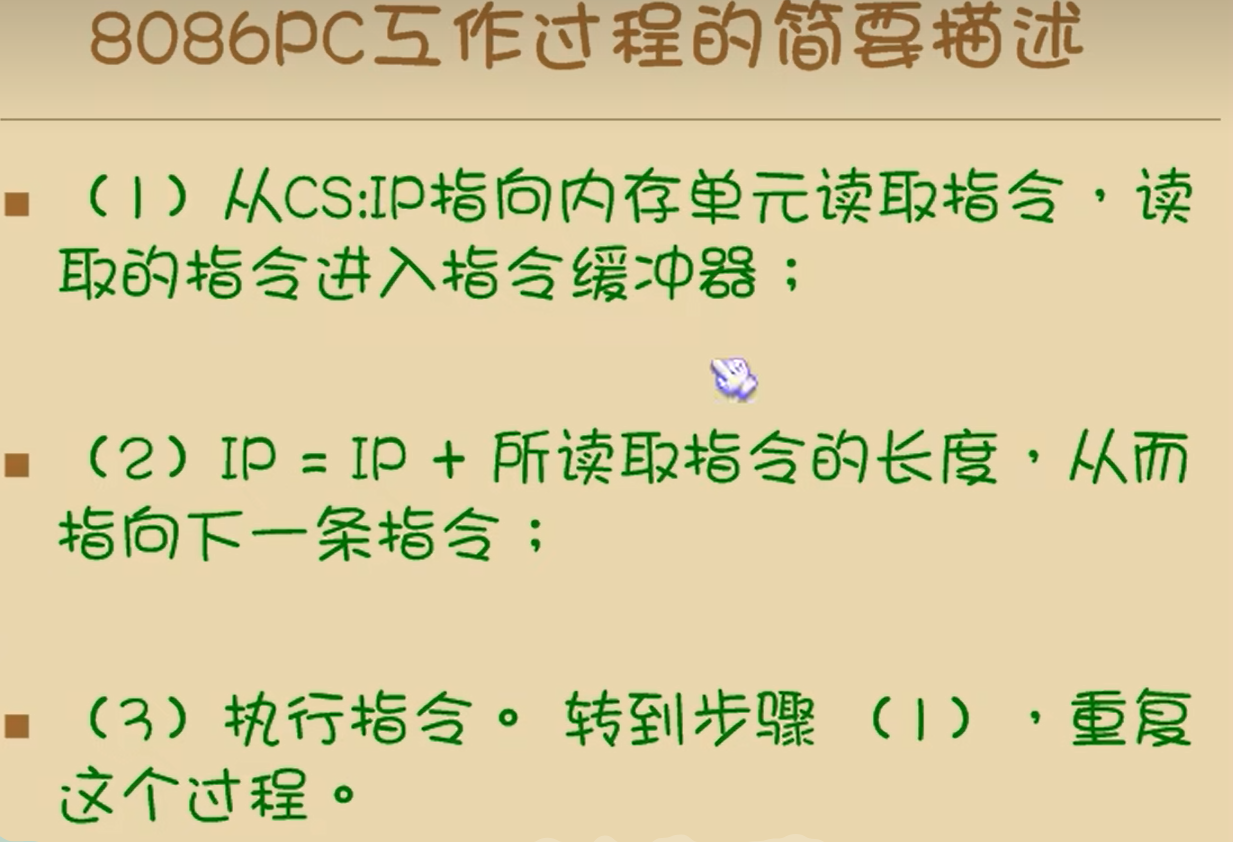 8086PC工作过程的简要描述
（1）从CS:IP指向内存单元读取指令，读
取的指令进入指令缓冲器；
（2）IP = IP + 所读取指令的长度，从而
指向下一条指令；
（3）执行指令。 转到步骤 （1），重复
这个过程。